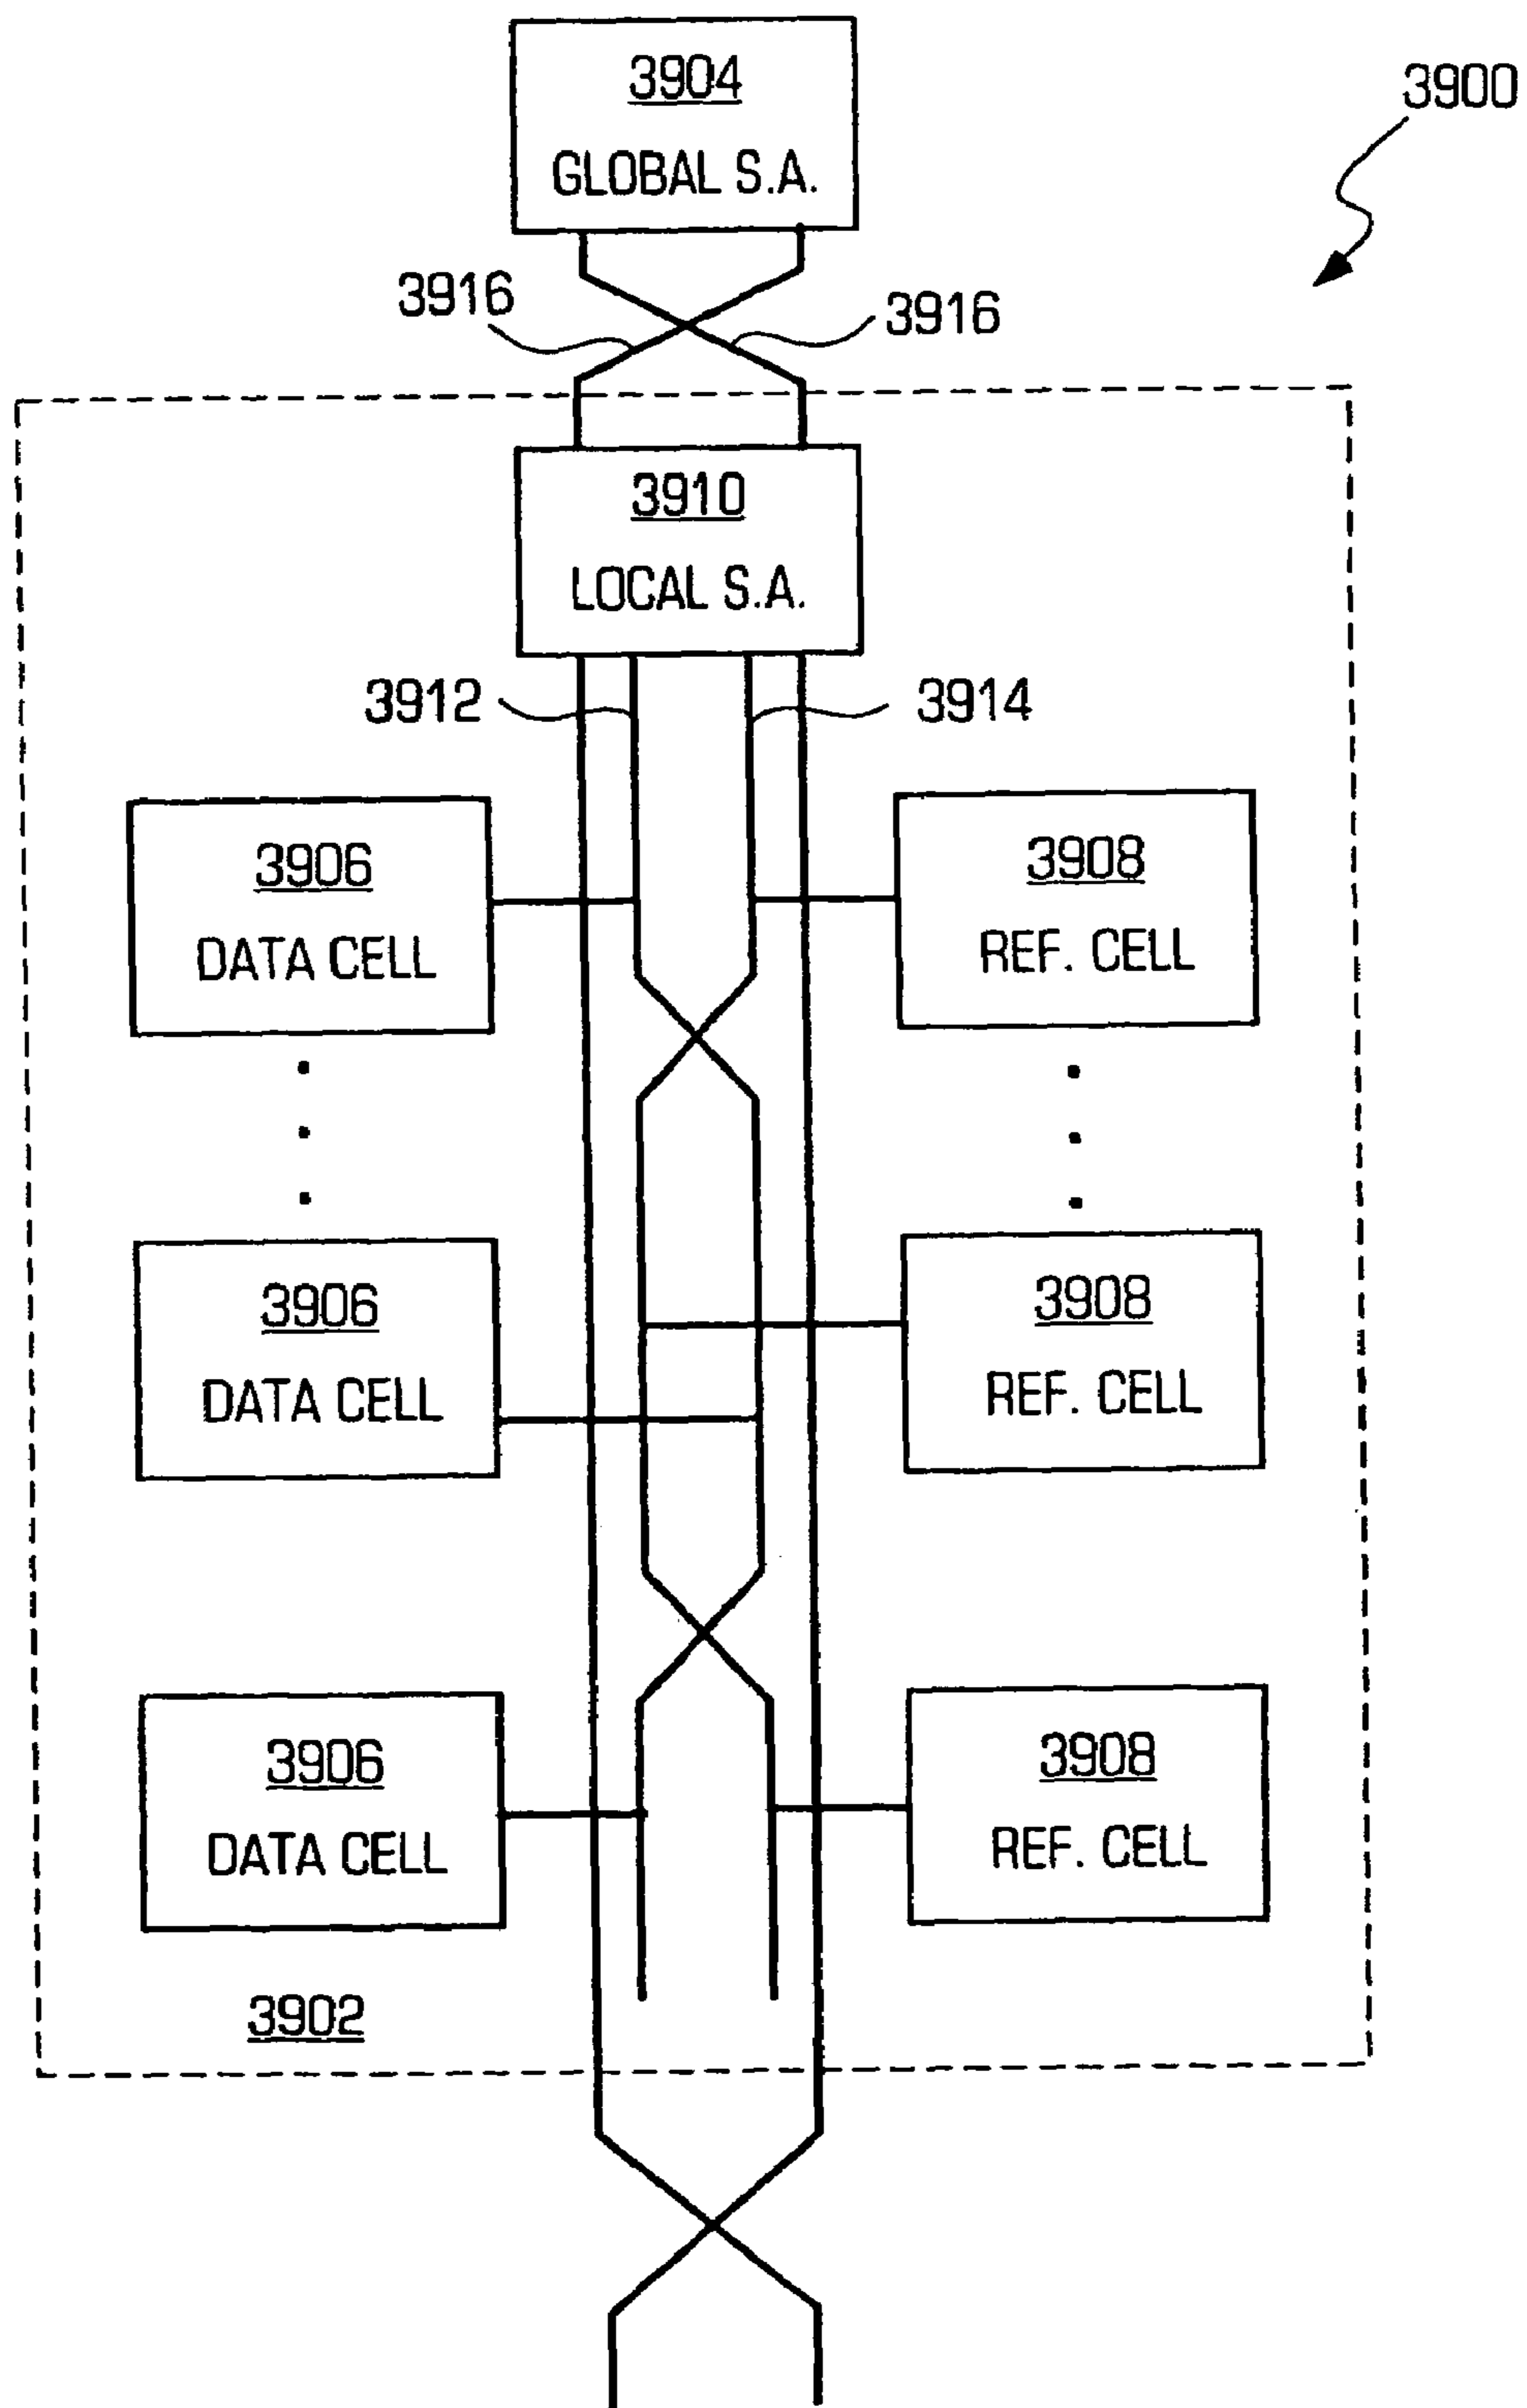 3904
GLOBAL S.A.
3900
3916
3916
3910
LOCAL S.A.
3912
3914
3906
DATA CELL
3908
REF. CELL
3906
DATA CELL
3908
REF. CELL
3906
DATA CELL
3908
REF. CELL
3902